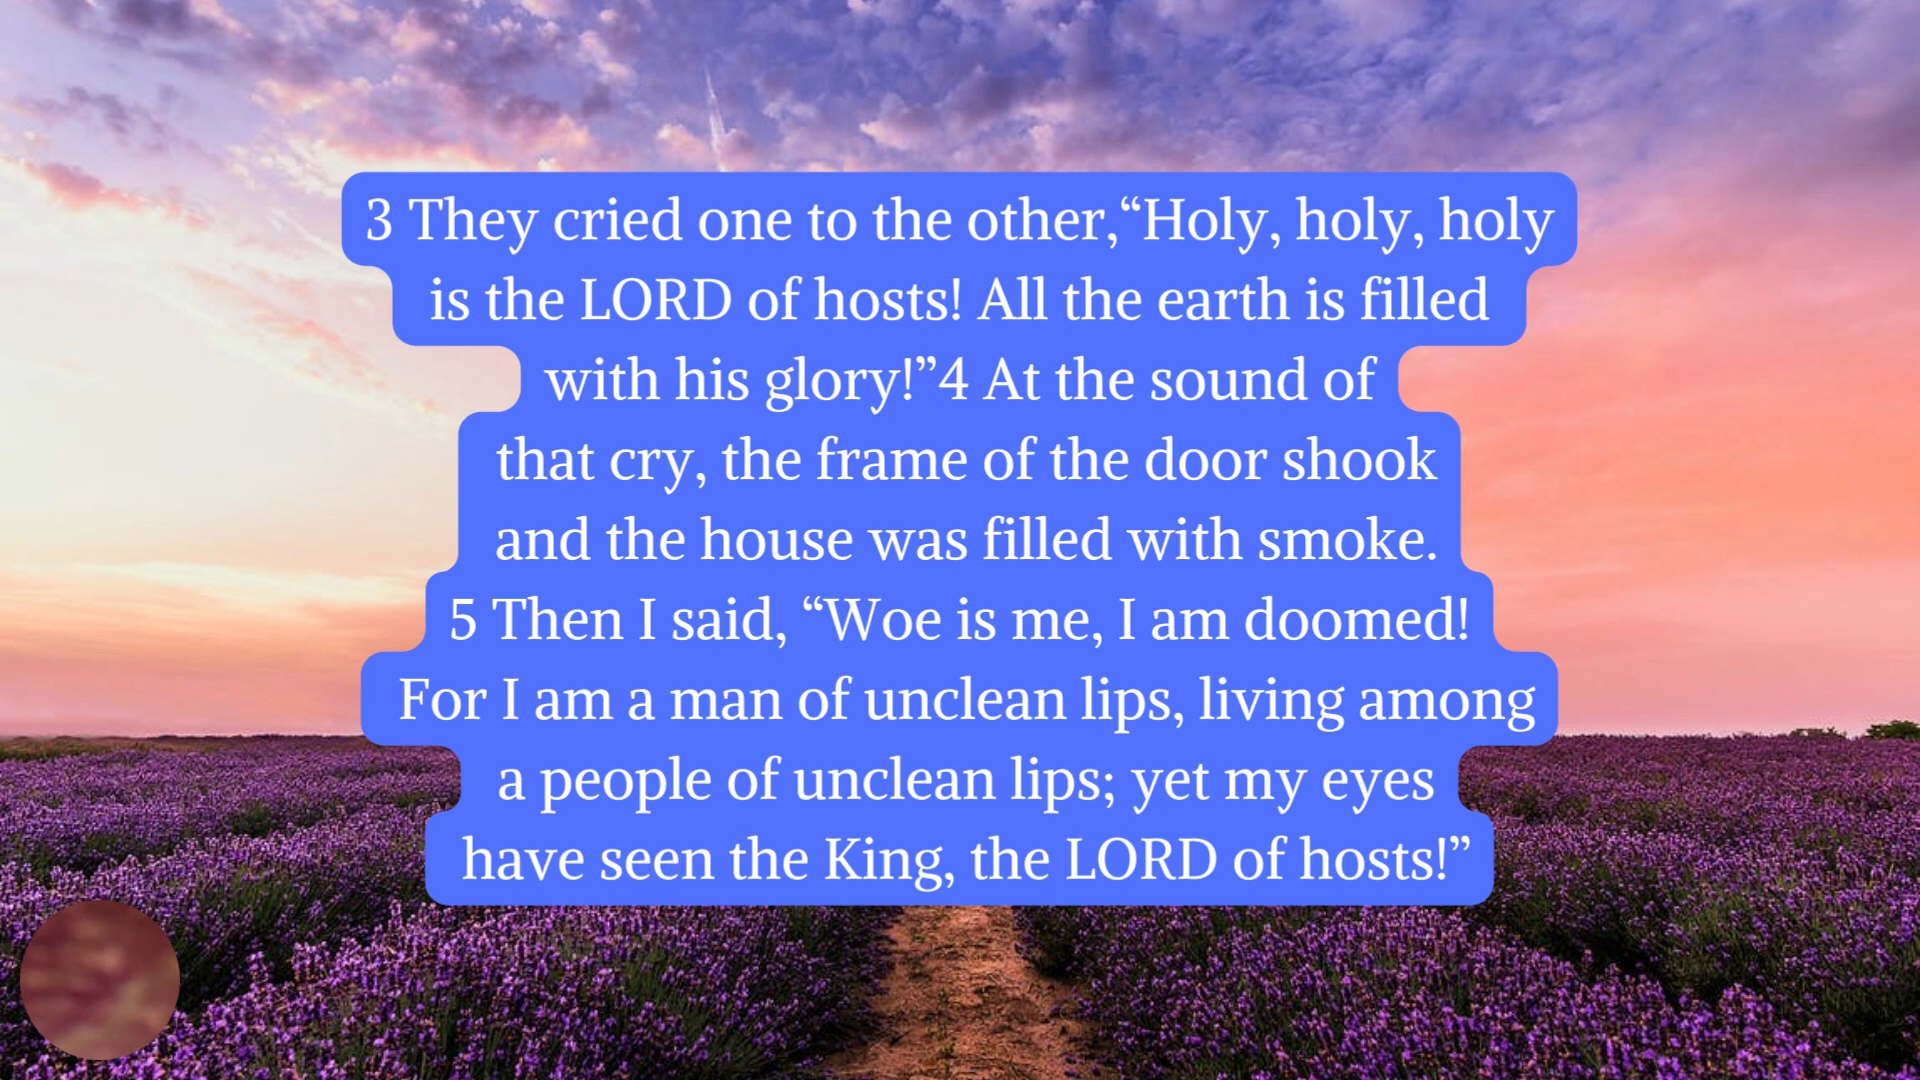 3 They cried one to the other,“Holy, holy, holy
is the LORD of hosts! All the earth is filled
with his glory!”4 At the sound of
that cry, the frame of the door shook
and the house was filled with smoke.
5 Then I said, “Woe is me, I am doomed!
For I am a man of unclean lips, living among
a people of unclean lips; yet my eyes
have seen the King, the LORD of hosts!”